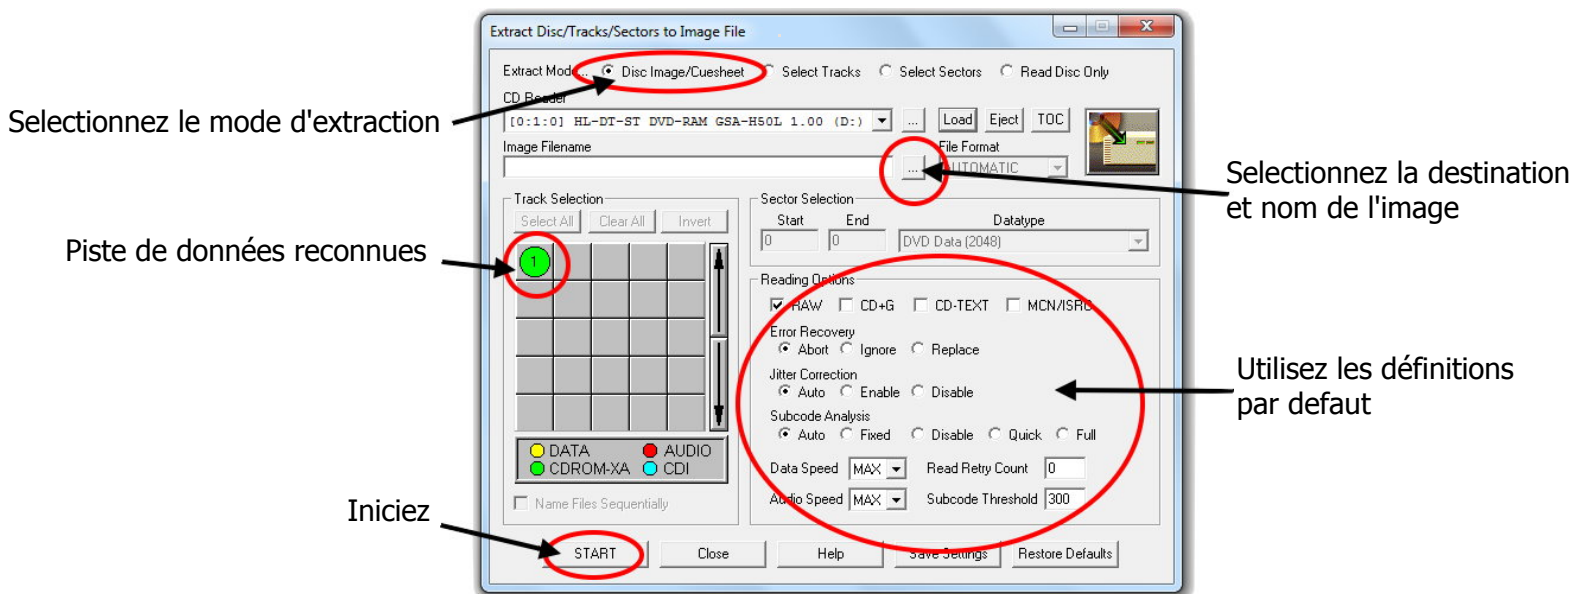 Extract Disc/Tracks/Sectors to Image File
Extract Mode... Disc Image/Cuesheet Select Tracks Select Sectors Read Disc Only
Selectionnez le mode d'extraction
CD Reader
[0:1:0] HL-DT-ST DVD-RAM GSA-H50L 1.00 (D:) ... Load Eject TOC
Image Filename File Format
... AUTOMATIC
Selectionnez la destination
et nom de l'image
Track Selection
Select All Clear All Invert
Piste de données reconnues
1
DATA AUDIO
CDROM-XA CDI
Name Files Sequentially
Sector Selection
Start End Datatype
0 0 DVD Data (2048)
Reading Options
RAW CD+G CD-TEXT MCN/ISRC
Error Recovery
Abort Ignore Replace
Jitter Correction
Auto Enable Disable
Subcode Analysis
Auto Fixed Disable Quick Full
Data Speed MAX Read Retry Count 0
Audio Speed MAX Subcode Threshold 300
Utilisez les définitions
par defaut
Iniciez
START Close Help Save Settings Restore Defaults